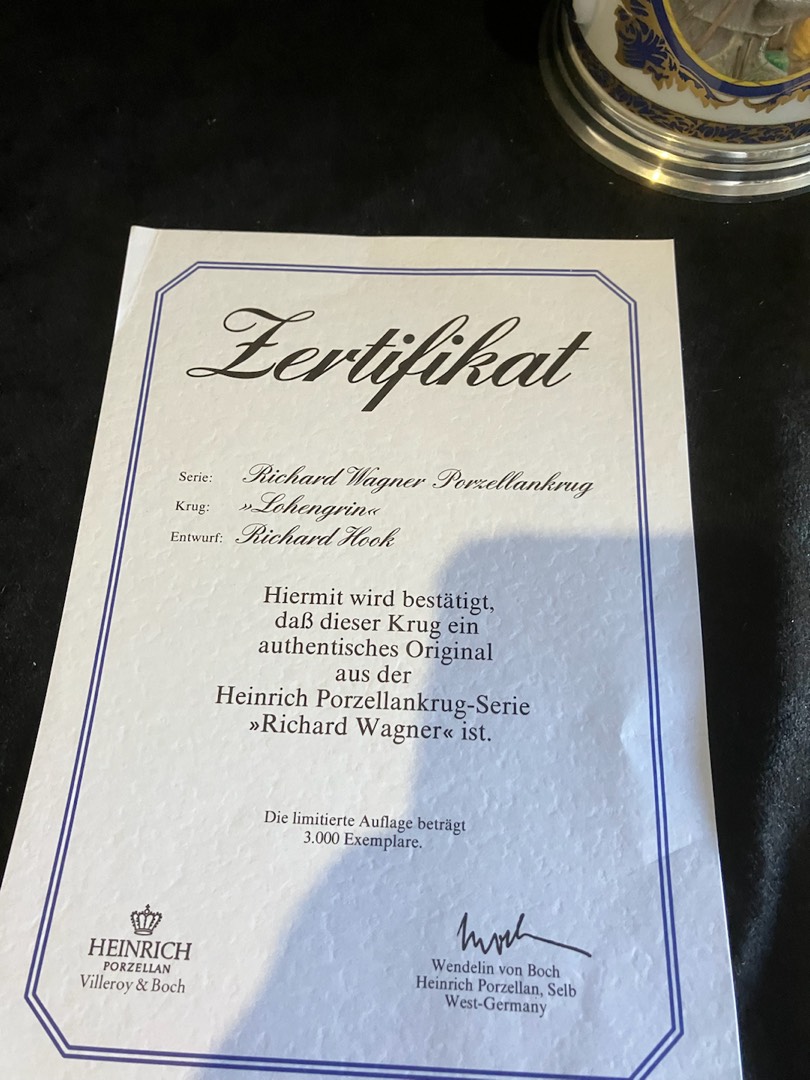 Zertifikat
Serie: Richard Wagner Porzellankrug
Krug: »Lohengrin«
Entwurf: Richard Hook
Hiermit wird bestätigt,
daß dieser Krug ein
authentisches Original
aus der
Heinrich Porzellankrug-Serie
»Richard Wagner« ist.
Die limitierte Auflage beträgt
3.000 Exemplare.
HEINRICH
PORZELLAN
Villeroy & Boch
Wendelin von Boch
Heinrich Porzellan, Selb
West-Germany